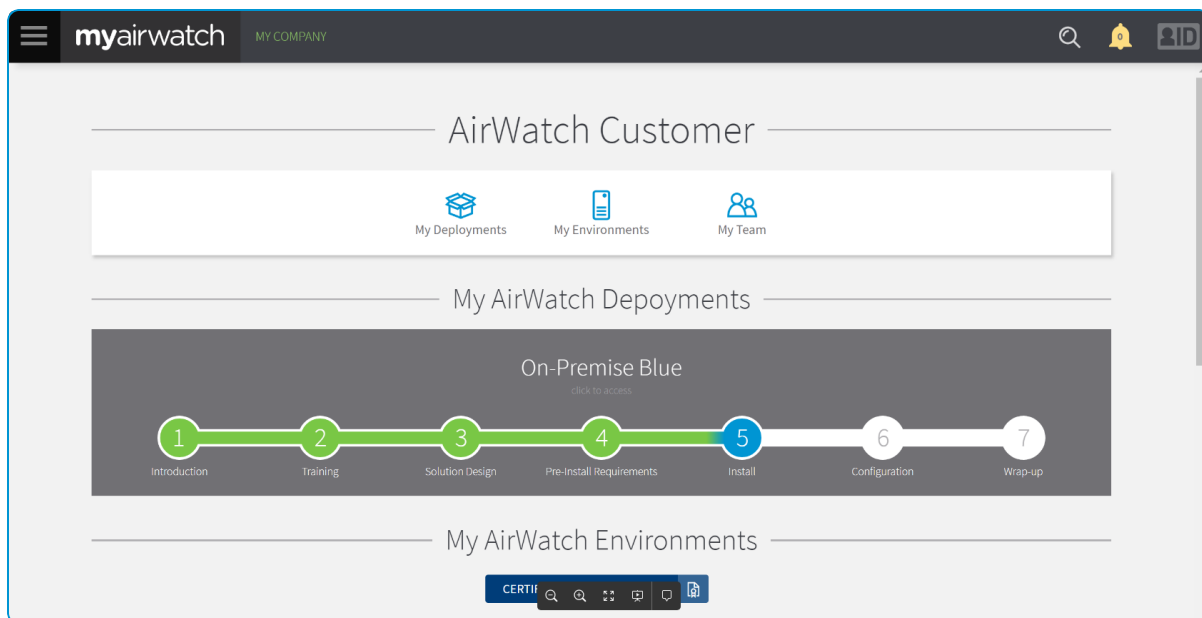 myairwatch MY COMPANY 0 ID
AirWatch Customer
My Deployments My Environments My Team
My AirWatch Depoyments
On-Premise Blue
click to access
1 2 3 4 5 6 7
Introduction Training Solution Design Pre-Install Requirements Install Configuration Wrap-up
My AirWatch Environments